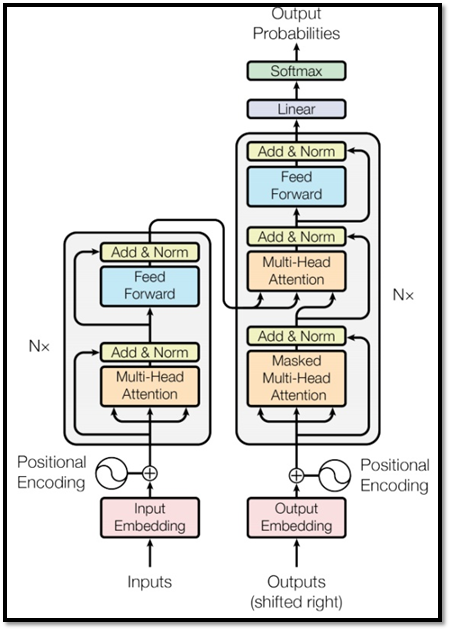 Output
Probabilities
Softmax
Linear
Add & Norm
Feed
Forward
Add & Norm
Multi-Head
Attention
Nx
Add & Norm
Masked
Multi-Head
Attention
Positional
Encoding
Output
Embedding
Outputs
(shifted right)
Add & Norm
Feed
Forward
Nx
Add & Norm
Multi-Head
Attention
Positional
Encoding
Input
Embedding
Inputs